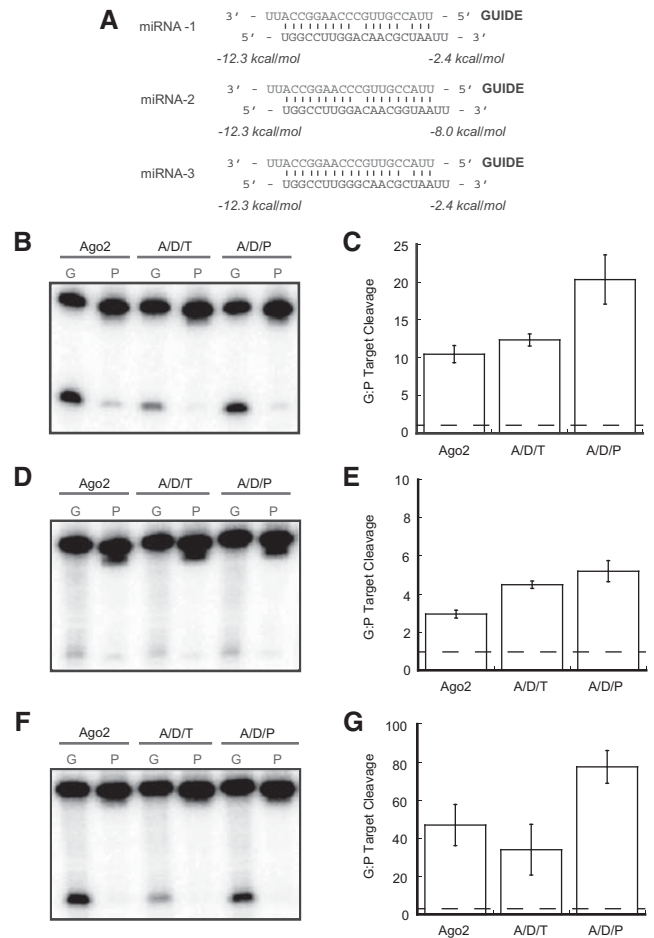 A
3′ - UUACCGGAACCCGUUGCCAUU - 5′ GUIDE
miRNA -1
5′ - UGGCCUUGGACAACGCUAAUU - 3′
-12.3 kcal/mol -2.4 kcal/mol
3′ - UUACCGGAACCCGUUGCCAUU - 5′ GUIDE
miRNA-2
5′ - UGGCCUUGGACAACGGUAAUU - 3′
-12.3 kcal/mol -8.0 kcal/mol
3′ - UUACCGGAACCCGUUGCCAUU - 5′ GUIDE
miRNA-3
5′ - UGGCCUUGGGCAACGCUAAUU - 3′
-12.3 kcal/mol -2.4 kcal/mol
B
Ago2 A/D/T A/D/P
G P G P G P
C
G:P Target Cleavage
25
20
15
10
5
0
Ago2 A/D/T A/D/P
D
Ago2 A/D/T A/D/P
G P G P G P
E
G:P Target Cleavage
10
8
6
4
2
0
Ago2 A/D/T A/D/P
F
Ago2 A/D/T A/D/P
G P G P G P
G
G:P Target Cleavage
100
80
60
40
20
0
Ago2 A/D/T A/D/P